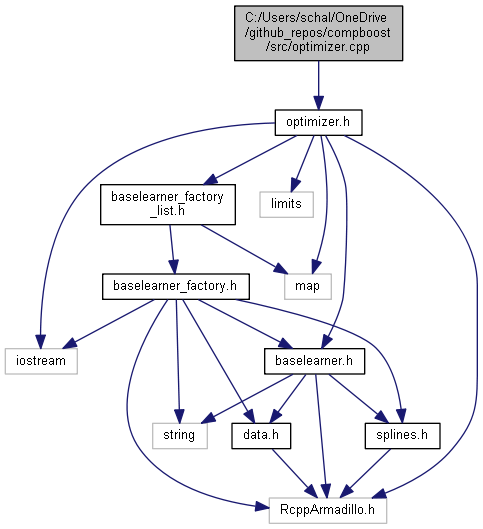 C:/Users/schal/OneDrive
/github_repos/compboost
/src/optimizer.cpp
optimizer.h
baselearner_factory
_list.h
limits
baselearner_factory.h
map
iostream
baselearner.h
string
data.h
splines.h
RcppArmadillo.h